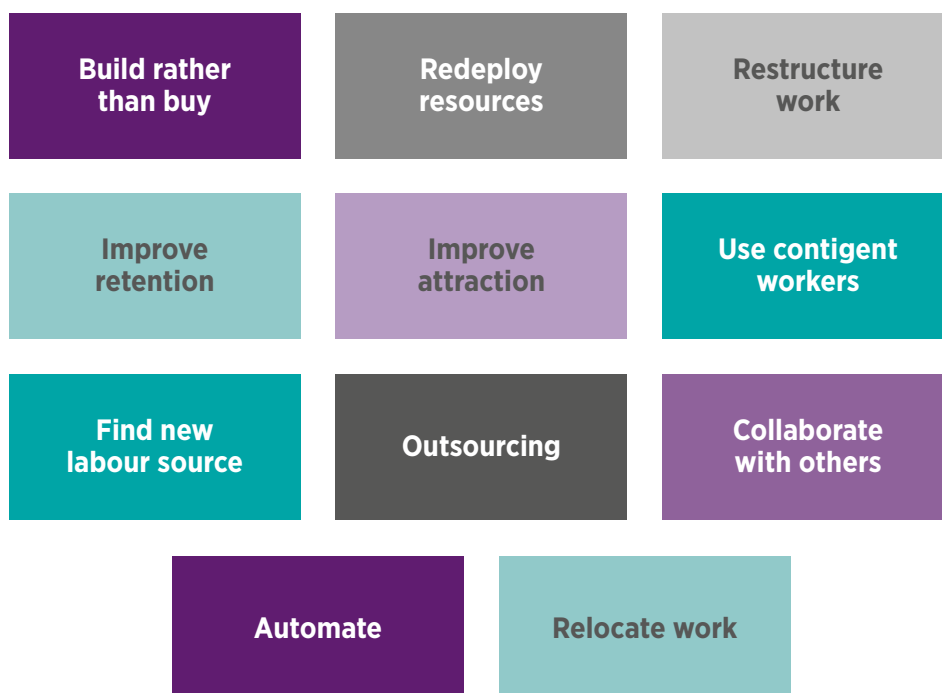 Build rather
than buy
Redeploy
resources
Restructure
work
Improve
retention
Improve
attraction
Use contigent
workers
Find new
labour source
Outsourcing
Collaborate
with others
Automate
Relocate work